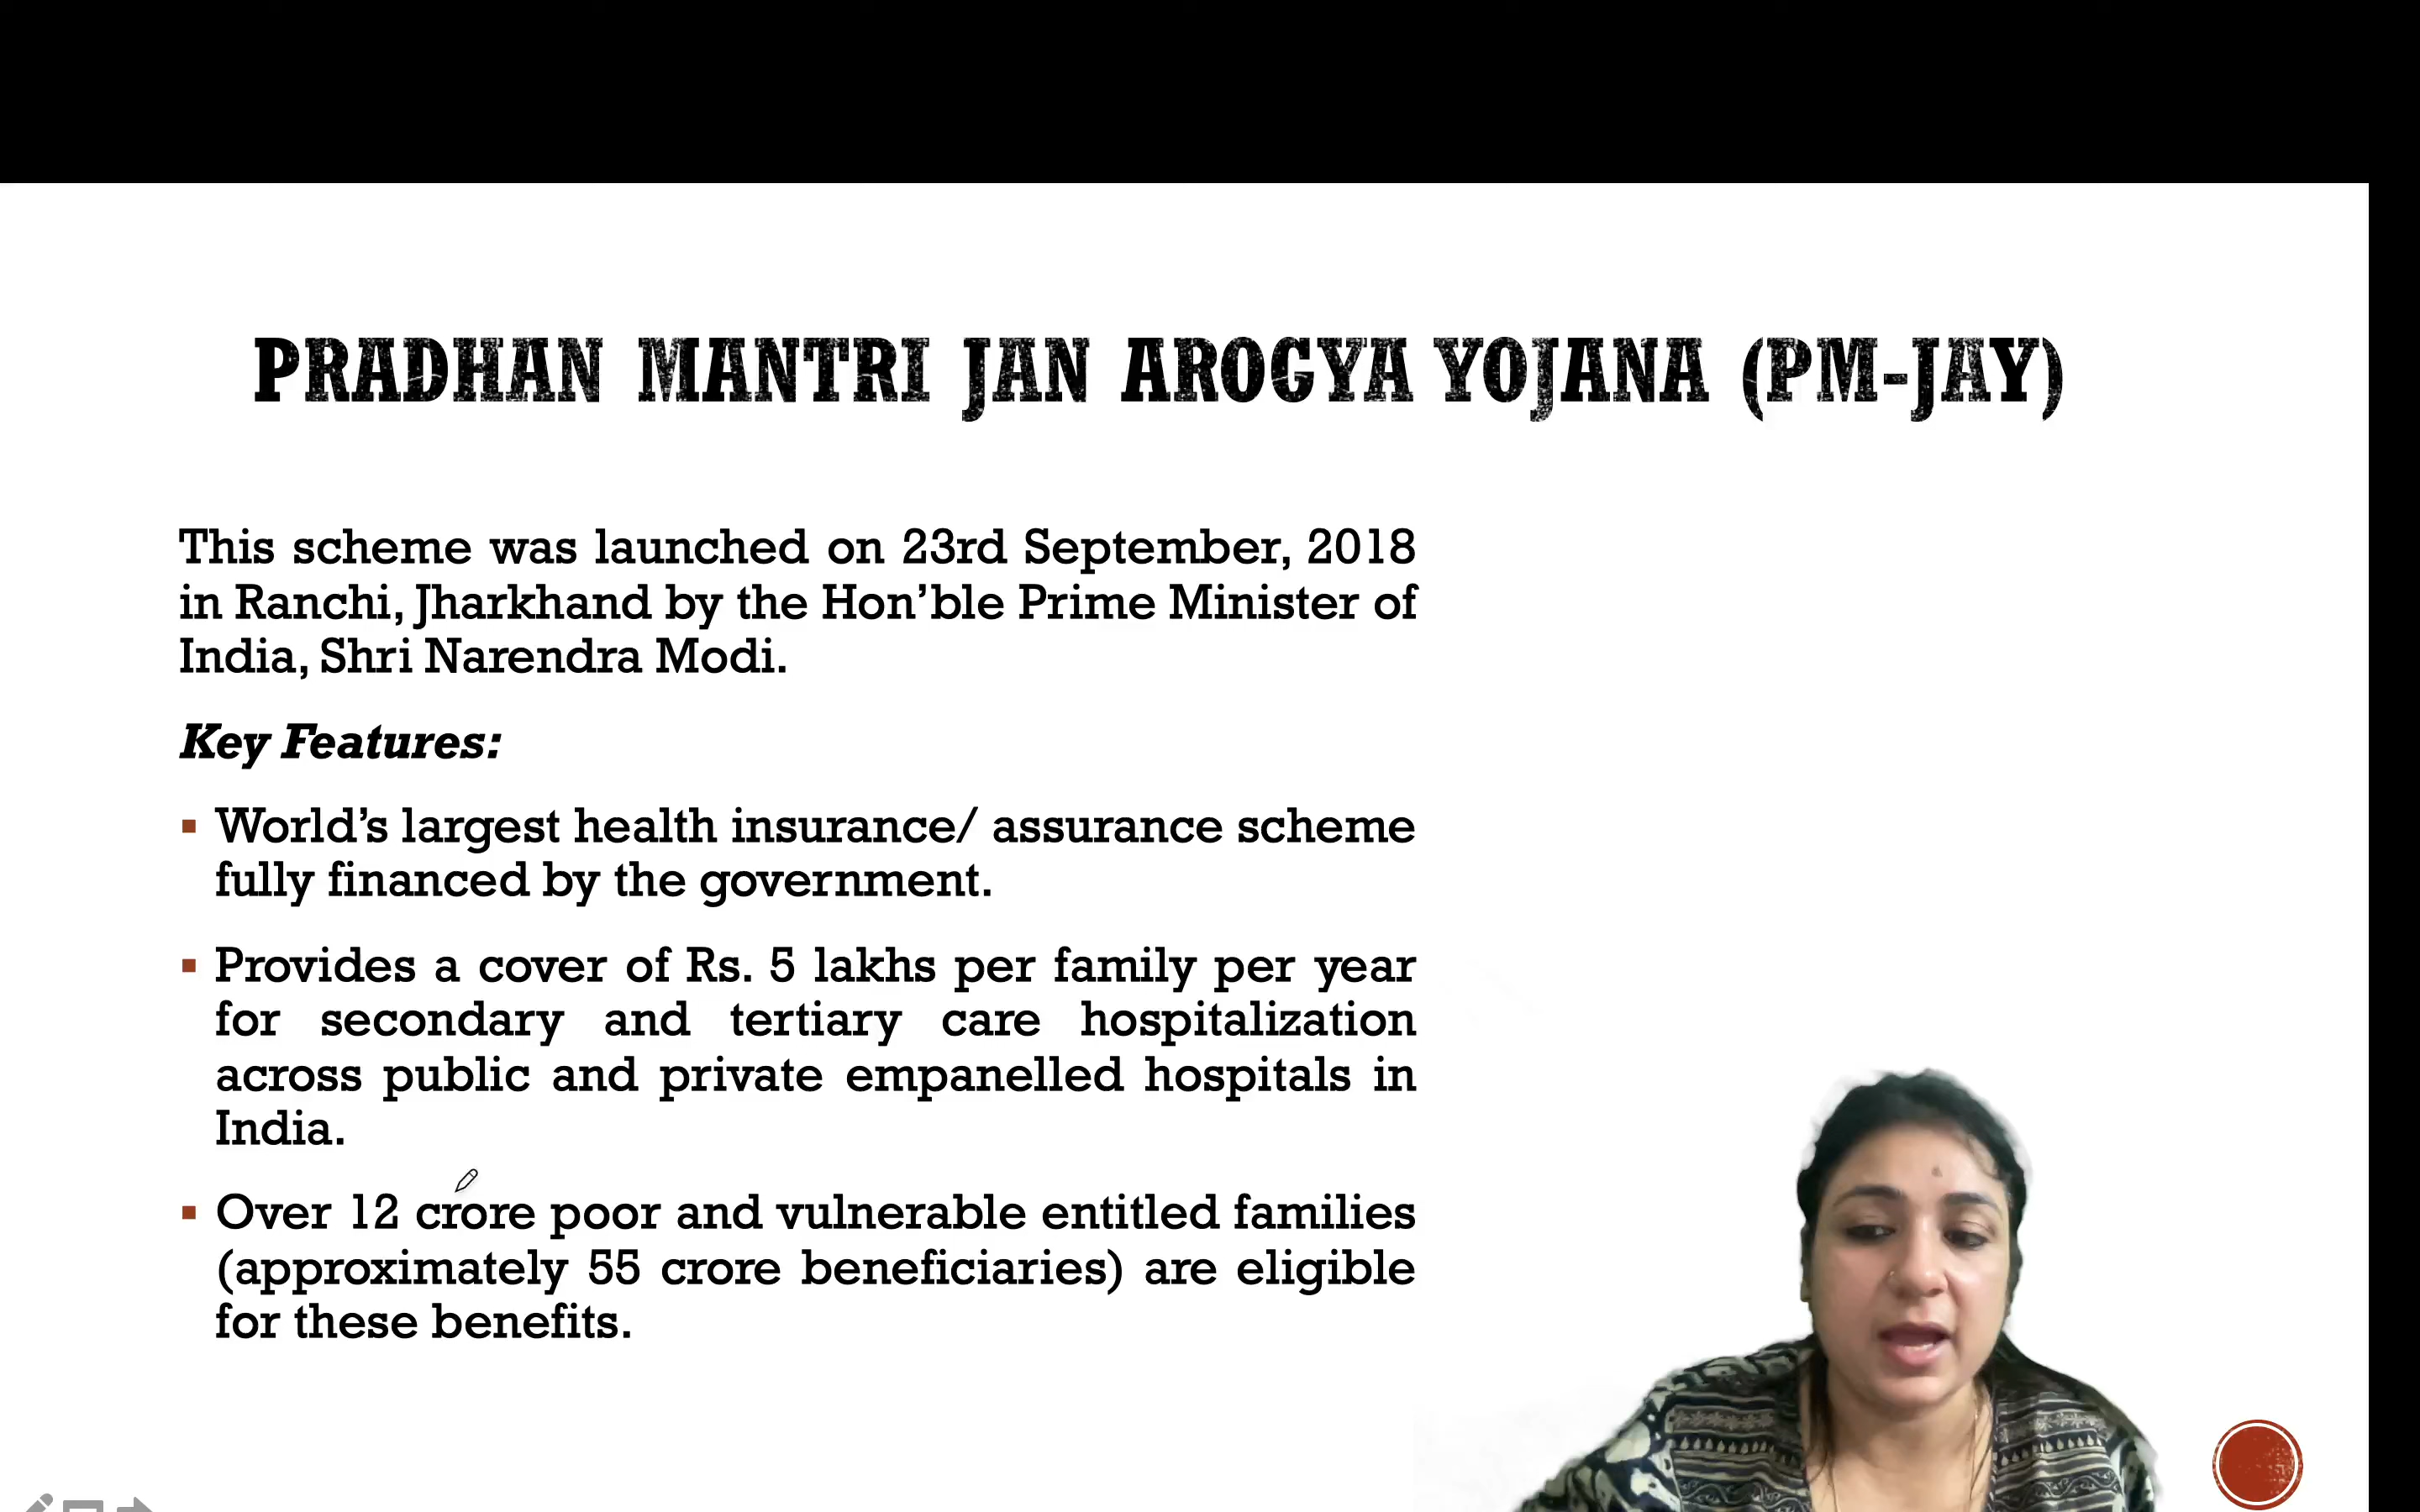 PRADHAN MANTRI JAN AROGYA YOJANA (PM-JAY)
This scheme was launched on 23rd September, 2018
in Ranchi, Jharkhand by the Hon’ble Prime Minister of
India, Shri Narendra Modi.
Key Features:
▪ World’s largest health insurance/ assurance scheme
fully financed by the government.
▪ Provides a cover of Rs. 5 lakhs per family per year
for secondary and tertiary care hospitalization
across public and private empanelled hospitals in
India.
▪ Over 12 crore poor and vulnerable entitled families
(approximately 55 crore beneficiaries) are eligible
for these benefits.